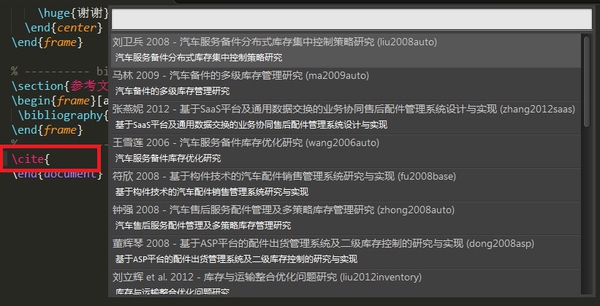 \huge{谢谢}
\end{center}
\end{frame}
% ---------- bi
\section{参考文
\begin{frame}[a
\bibliography{
\end{frame}
%
\cite{
\end{document}
刘卫兵 2008 - 汽车服务备件分布式库存集中控制策略研究 (liu2008auto)
汽车服务备件分布式库存集中控制策略研究
马林 2009 - 汽车备件的多级库存管理研究 (ma2009auto)
汽车备件的多级库存管理研究
张燕妮 2012 - 基于SaaS平台及通用数据交换的业务协同售后配件管理系统设计与实现 (zhang2012saas)
基于SaaS平台及通用数据交换的业务协同售后配件管理系统设计与实现
王雪莲 2006 - 汽车服务备件库存优化研究 (wang2006auto)
汽车服务备件库存优化研究
符欣 2008 - 基于构件技术的汽车配件销售管理系统研究与实现 (fu2008base)
基于构件技术的汽车配件销售管理系统研究与实现
钟强 2008 - 汽车售后服务配件管理及多策略库存管理研究 (zhong2008auto)
汽车售后服务配件管理及多策略库存管理研究
董辉琴 2008 - 基于ASP平台的配件出货管理系统及二级库存控制的研究与实现 (dong2008asp)
基于ASP平台的配件出货管理系统及二级库存控制的研究与实现
刘立辉 et al. 2012 - 库存与运输整合优化问题研究 (liu2012inventory)
库存与运输整合优化问题研究